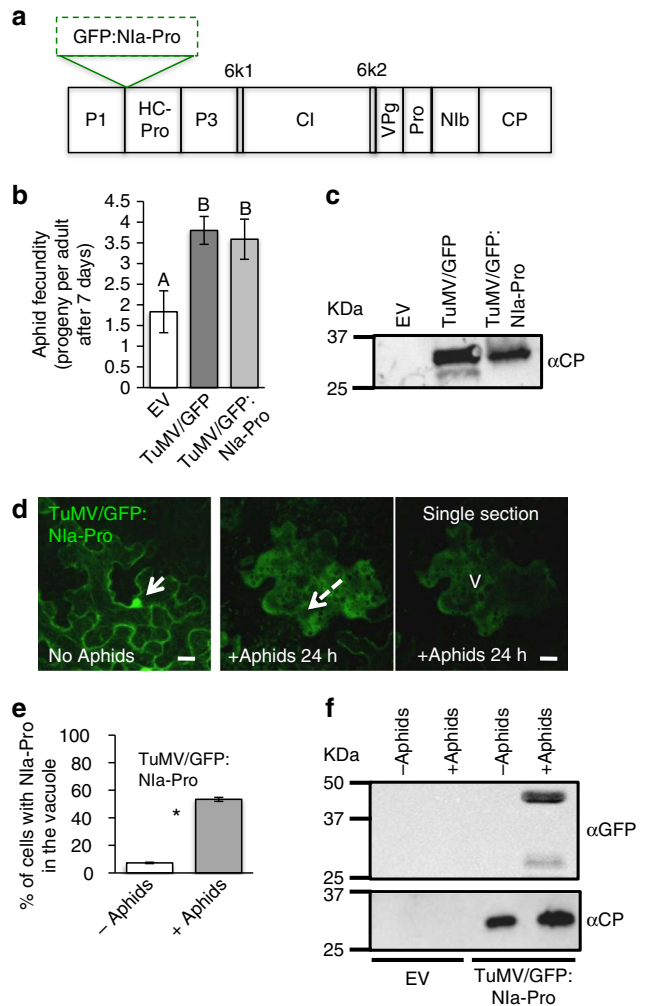 a
GFP:NIa-Pro
6k1
6k2
P1
HC-
Pro
P3
CI
VPg
Pro
NIb
CP
b
Aphid fecundity
(progeny per adult
after 7 days)
4.5
4
3.5
3
2.5
2
1.5
1
0.5
0
A
B
B
EV
TuMV/GFP
TuMV/GFP:
NIa-Pro
c
KDa
EV
TuMV/GFP
TuMV/GFP:
NIa-Pro
37
25
αCP
d
TuMV/GFP:
NIa-Pro
No Aphids
+Aphids 24 h
Single section
V
+Aphids 24 h
e
% of cells with NIa-Pro
in the vacuole
100
80
60
40
20
0
TuMV/GFP:
NIa-Pro
*
– Aphids
+ Aphids
f
KDa
–Aphids
+Aphids
–Aphids
+Aphids
50
37
25
αGFP
37
25
αCP
EV
TuMV/GFP:
NIa-Pro